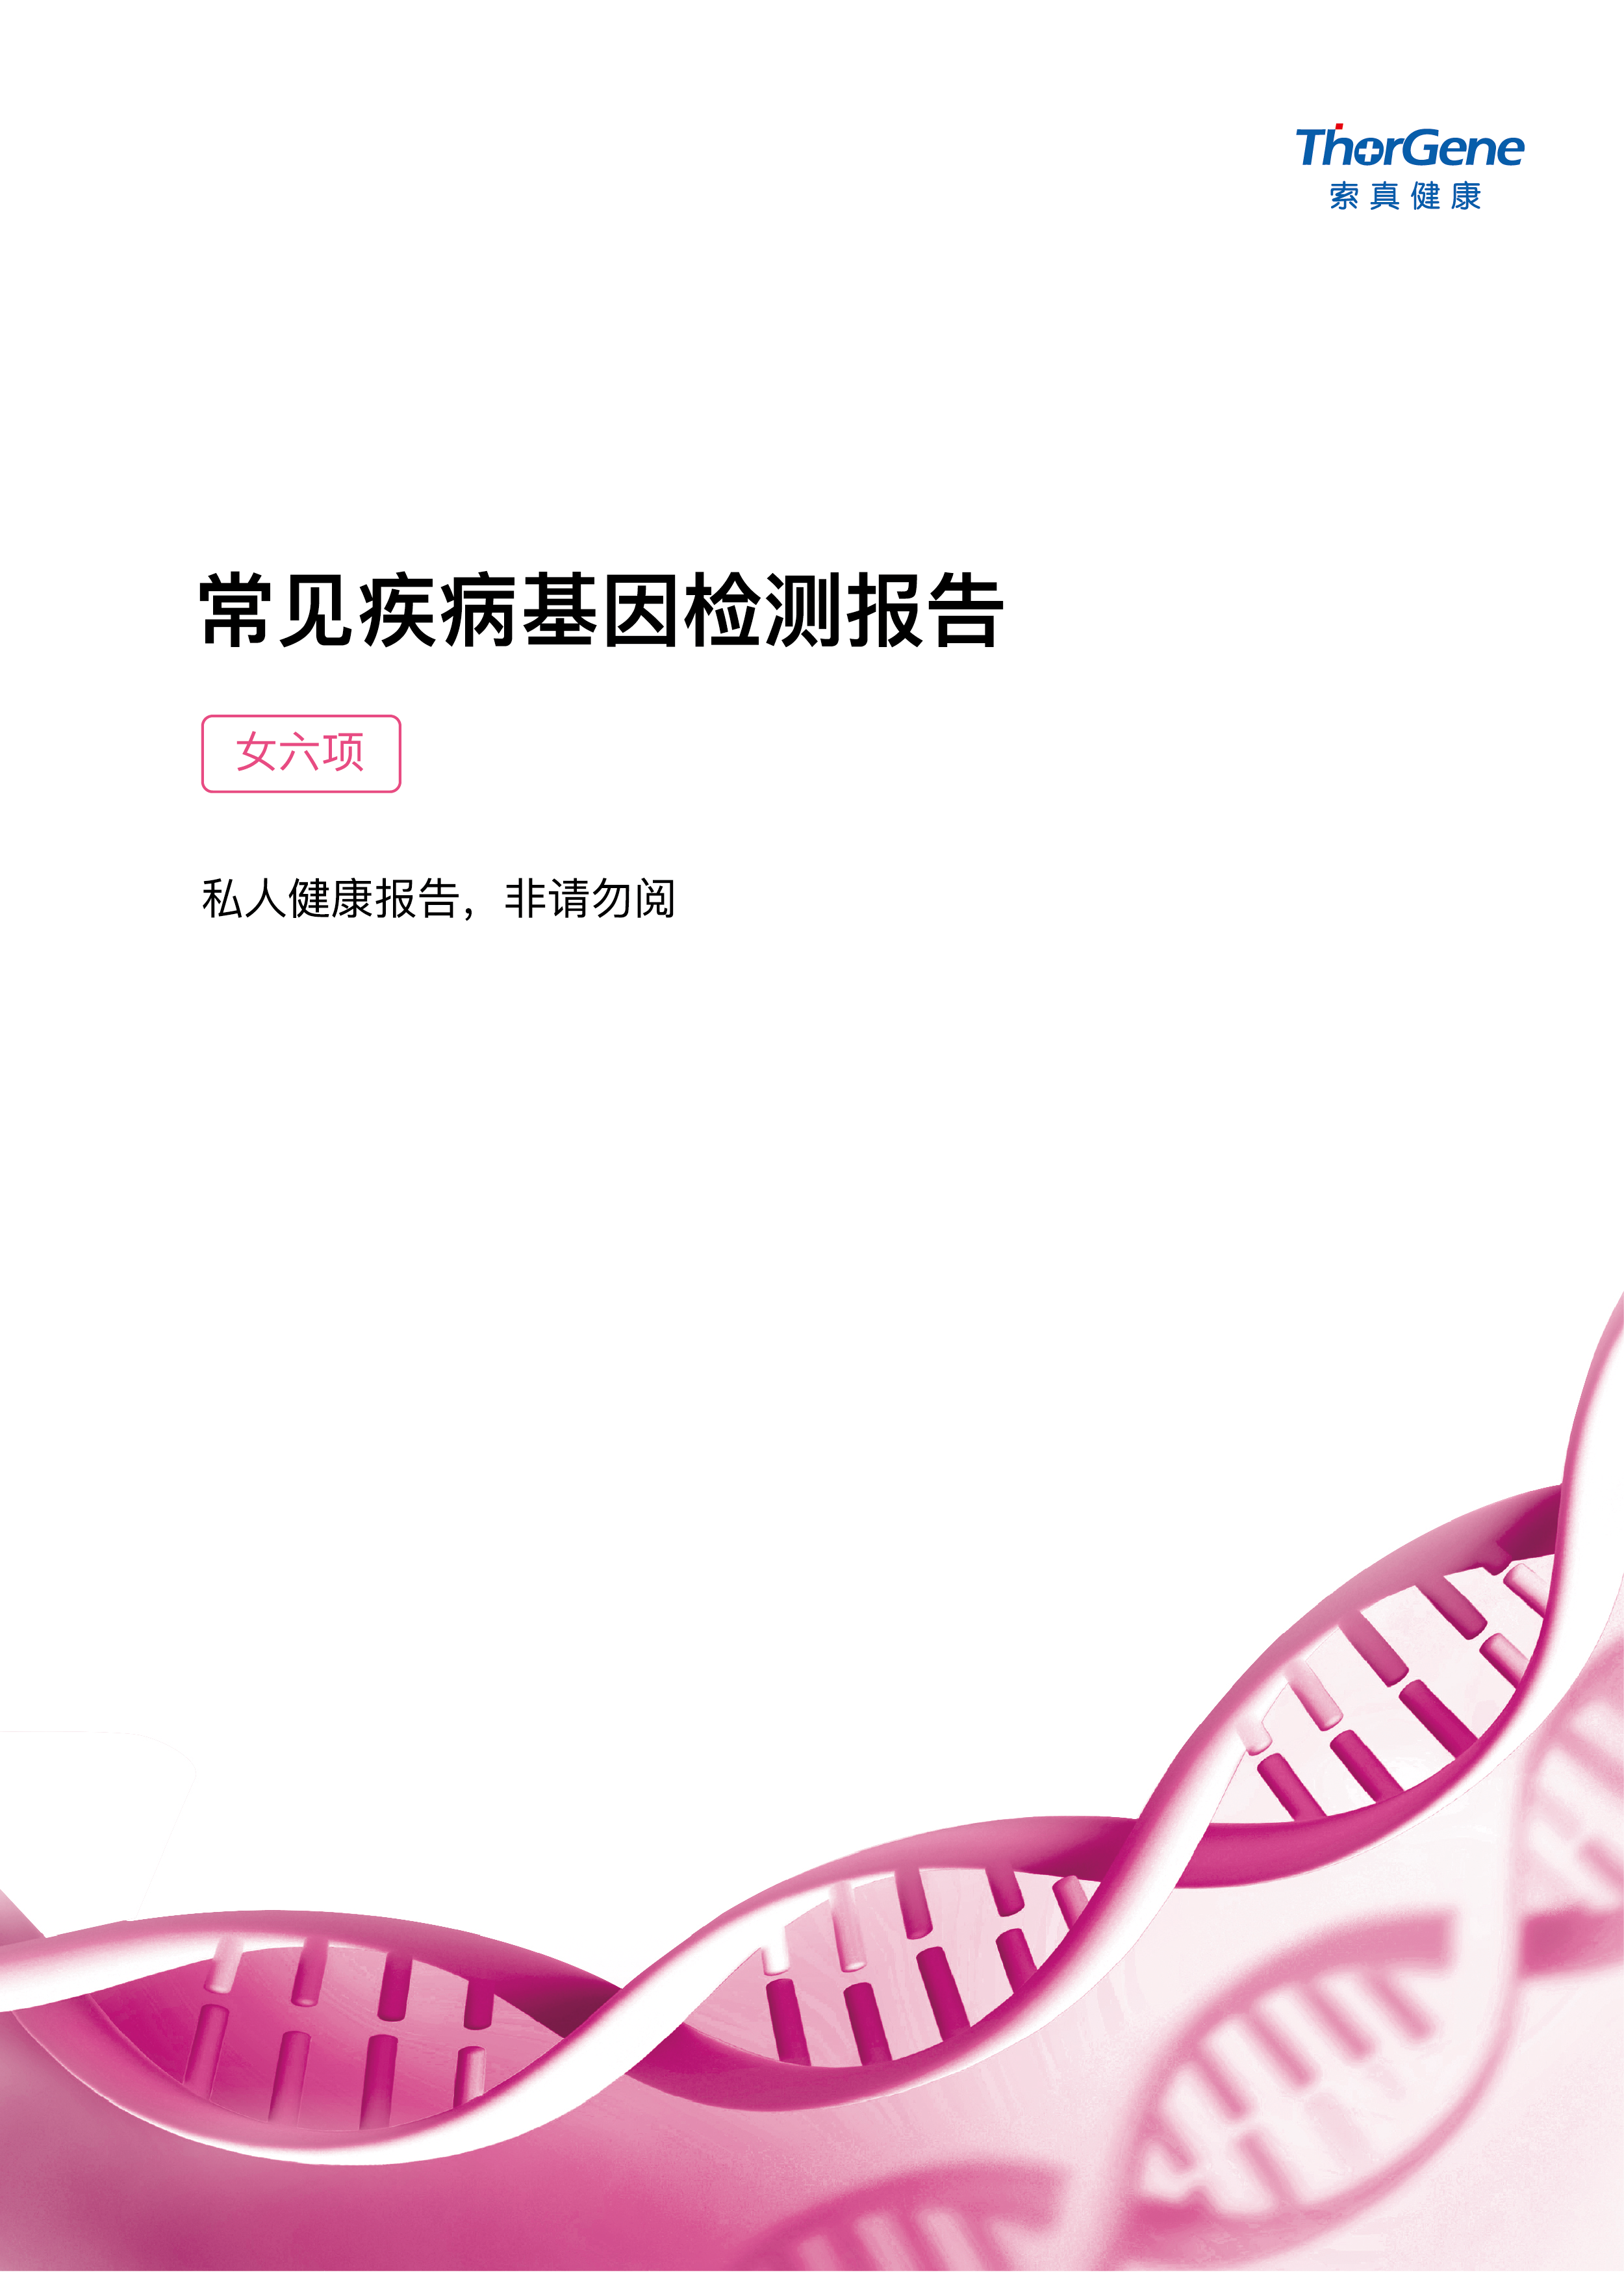 ThorGene
索真健康
常见疾病基因检测报告
女六项
私人健康报告，非请勿阅